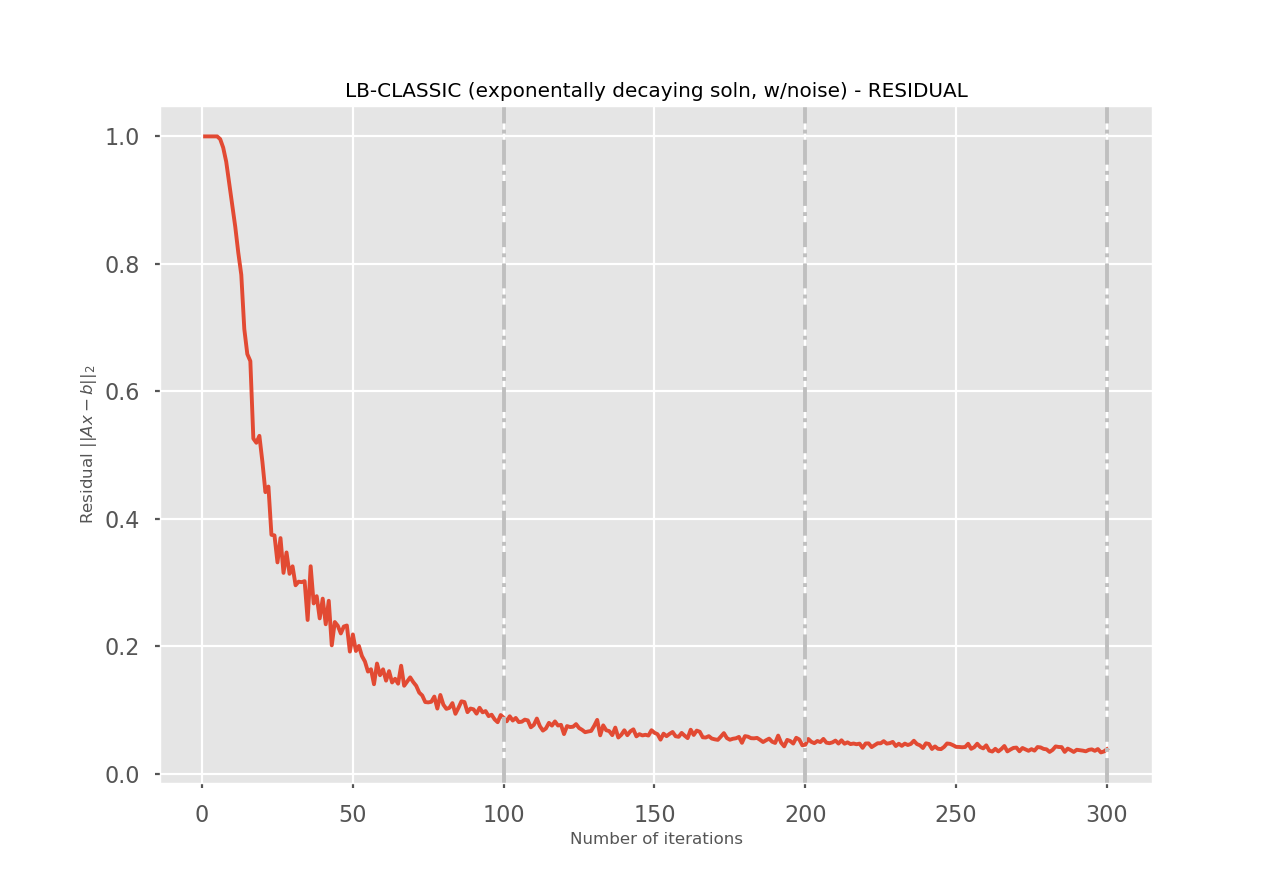 LB-CLASSIC (exponentially decaying soln, w/noise) - RESIDUAL
1.0
0.8
0.6
0.4
0.2
0.0
Residual ||Ax − b||₂
0 50 100 150 200 250 300
Number of iterations